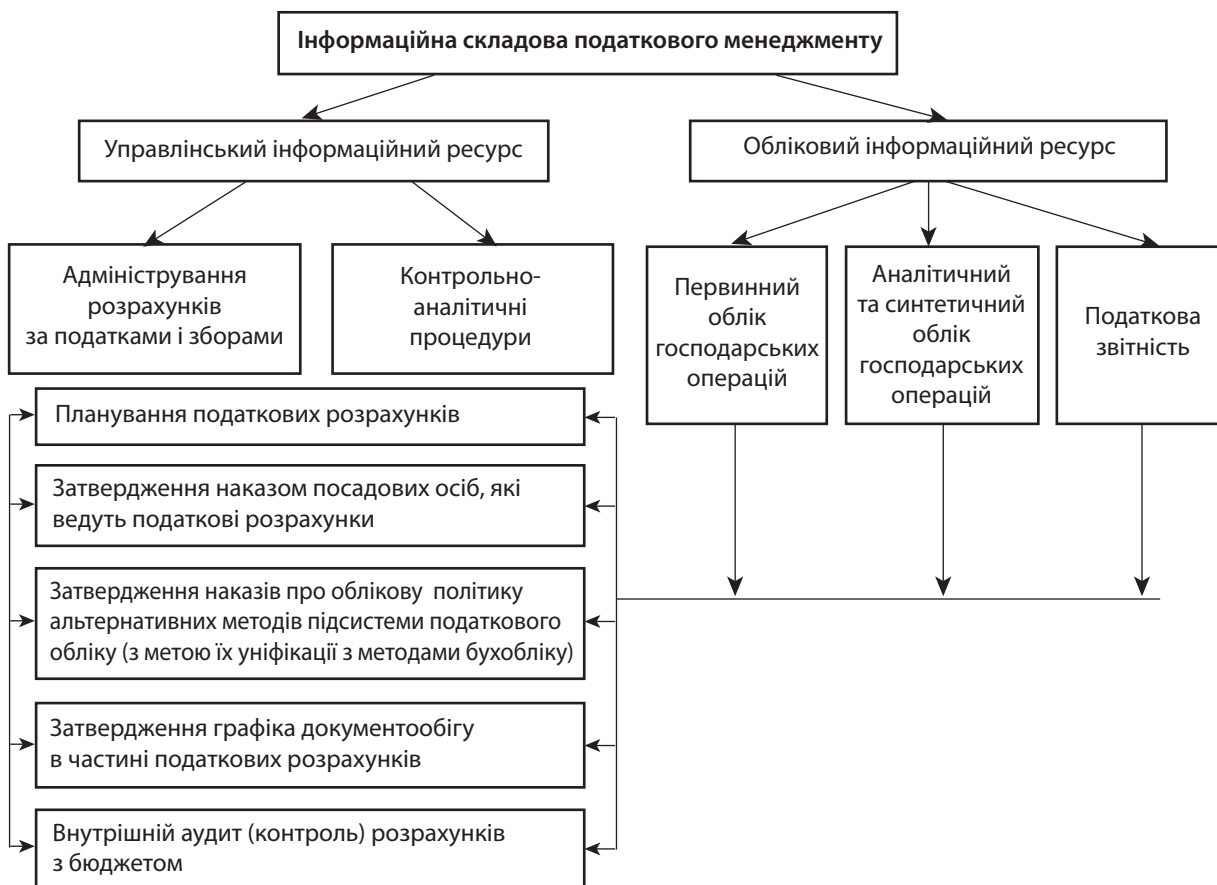 Інформаційна складова податкового менеджменту
Управлінський інформаційний ресурс
Обліковий інформаційний ресурс
Адміністрування
розрахунків
за податками і зборами
Контрольно-
аналітичні
процедури
Первинний
облік
господарських
операцій
Аналітичний
та синтетичний
облік
господарських
операцій
Податкова
звітність
Планування податкових розрахунків
Затвердження наказом посадових осіб, які
ведуть податкові розрахунки
Затвердження наказів про облікову політику
альтернативних методів підсистеми податкового
обліку (з метою їх уніфікації з методами бухобліку)
Затвердження графіка документообігу
в частині податкових розрахунків
Внутрішній аудит (контроль) розрахунків
з бюджетом